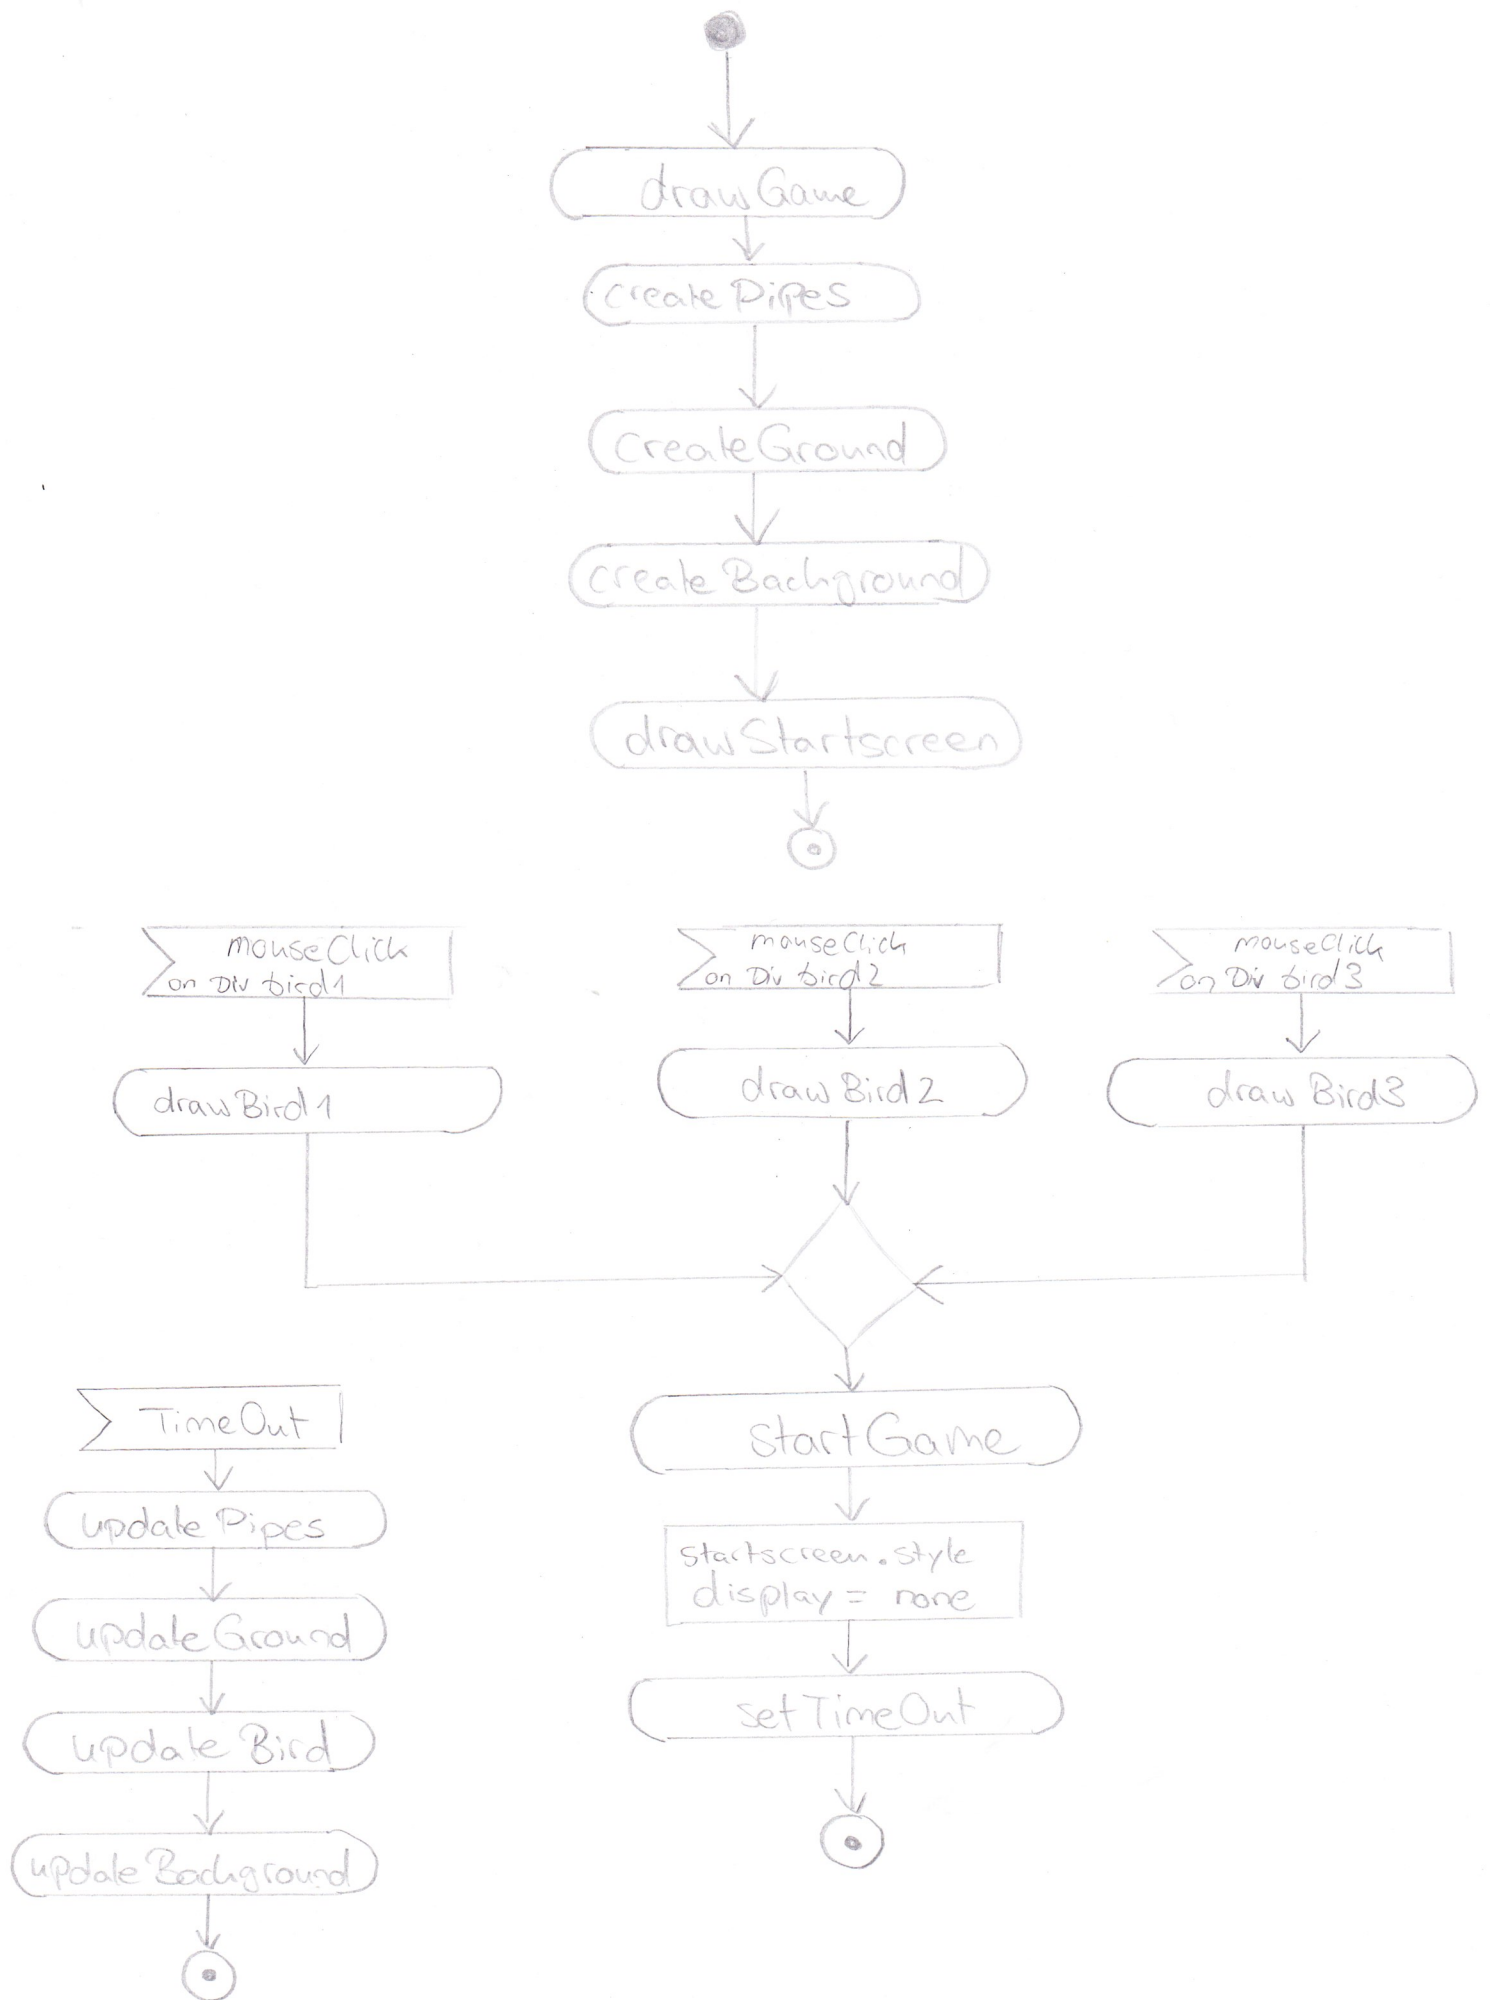 drawGame
createPipes
createGround
createBackground
drawStartscreen
mouseClick
on Div bird1
mouseClick
on Div bird2
mouseClick
on Div bird3
drawBird1
drawBird2
drawBird3
TimeOut
updatePipes
updateGround
updateBird
updateBackground
startGame
startscreen.style
display = none
setTimeOut